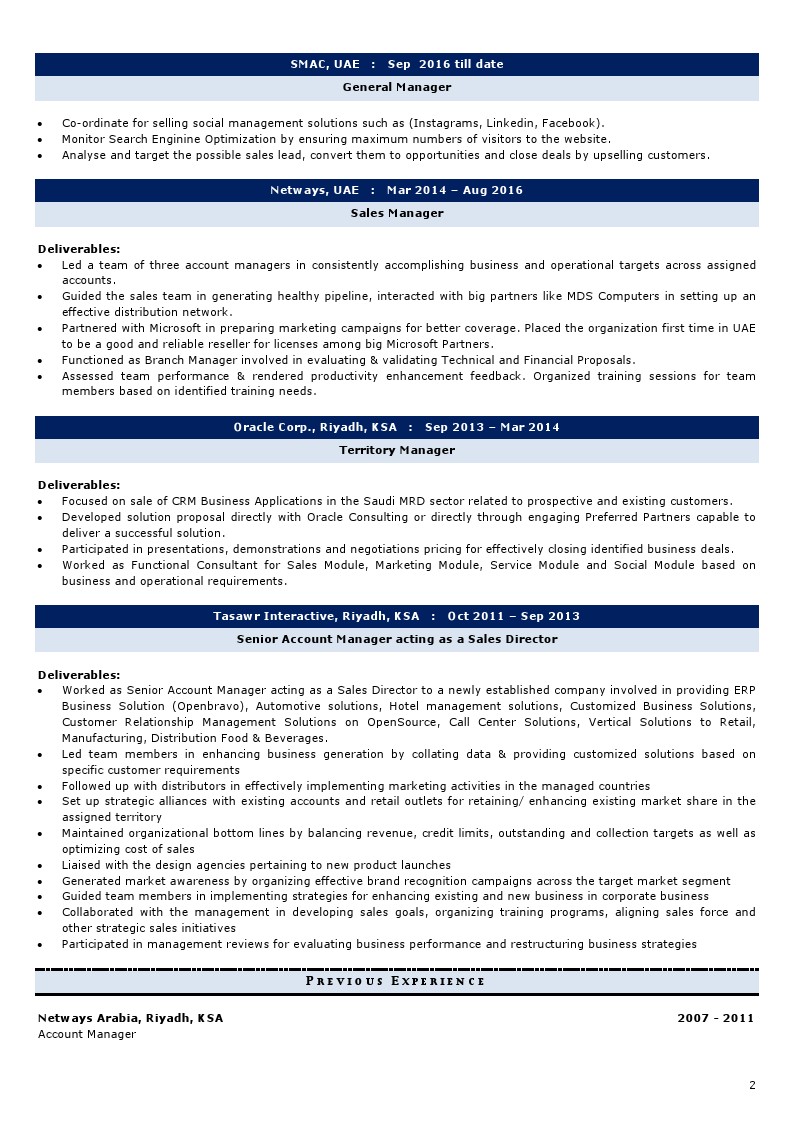 SMAC, UAE : Sep 2016 till date
General Manager
• Co-ordinate for selling social management solutions such as (Instagrams, Linkedin, Facebook).
• Monitor Search Enginine Optimization by ensuring maximum numbers of visitors to the website.
• Analyse and target the possible sales lead, convert them to opportunities and close deals by upselling customers.
Netways, UAE : Mar 2014 – Aug 2016
Sales Manager
Deliverables:
• Led a team of three account managers in consistently accomplishing business and operational targets across assigned
accounts.
• Guided the sales team in generating healthy pipeline, interacted with big partners like MDS Computers in setting up an
effective distribution network.
• Partnered with Microsoft in preparing marketing campaigns for better coverage. Placed the organization first time in UAE
to be a good and reliable reseller for licenses among big Microsoft Partners.
• Functioned as Branch Manager involved in evaluating & validating Technical and Financial Proposals.
• Assessed team performance & rendered productivity enhancement feedback. Organized training sessions for team
members based on identified training needs.
Oracle Corp., Riyadh, KSA : Sep 2013 – Mar 2014
Territory Manager
Deliverables:
• Focused on sale of CRM Business Applications in the Saudi MRD sector related to prospective and existing customers.
• Developed solution proposal directly with Oracle Consulting or directly through engaging Preferred Partners capable to
deliver a successful solution.
• Participated in presentations, demonstrations and negotiations pricing for effectively closing identified business deals.
• Worked as Functional Consultant for Sales Module, Marketing Module, Service Module and Social Module based on
business and operational requirements.
Tasawr Interactive, Riyadh, KSA : Oct 2011 – Sep 2013
Senior Account Manager acting as a Sales Director
Deliverables:
• Worked as Senior Account Manager acting as a Sales Director to a newly established company involved in providing ERP
Business Solution (Openbravo), Automotive solutions, Hotel management solutions, Customized Business Solutions,
Customer Relationship Management Solutions on OpenSource, Call Center Solutions, Vertical Solutions to Retail,
Manufacturing, Distribution Food & Beverages.
• Led team members in enhancing business generation by collating data & providing customized solutions based on
specific customer requirements
• Followed up with distributors in effectively implementing marketing activities in the managed countries
• Set up strategic alliances with existing accounts and retail outlets for retaining/ enhancing existing market share in the
assigned territory
• Maintained organizational bottom lines by balancing revenue, credit limits, outstanding and collection targets as well as
optimizing cost of sales
• Liaised with the design agencies pertaining to new product launches
• Generated market awareness by organizing effective brand recognition campaigns across the target market segment
• Guided team members in implementing strategies for enhancing existing and new business in corporate business
• Collaborated with the management in developing sales goals, organizing training programs, aligning sales force and
other strategic sales initiatives
• Participated in management reviews for evaluating business performance and restructuring business strategies
PREVIOUS EXPERIENCE
Netways Arabia, Riyadh, KSA 2007 - 2011
Account Manager
2